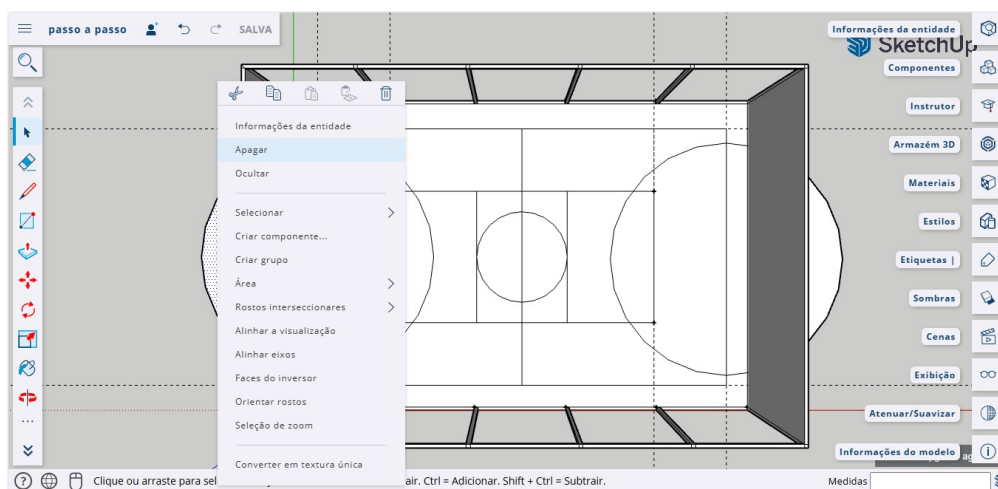 passo a passo
SALVA
Informações da entidade
SketchUp
Componentes
Instrutor
Armazém 3D
Materiais
Estilos
Etiquetas |
Sombras
Cenas
Exibição
Atenuar/Suavizar
Informações do modelo
Informações da entidade
Apagar
Ocultar
Selecionar
Criar componente...
Criar grupo
Área
Rostos interseccionares
Alinhar a visualização
Alinhar eixos
Faces do inversor
Orientar rostos
Seleção de zoom
Converter em textura única
Clique ou arraste para sel
air. Ctrl = Adicionar. Shift + Ctrl = Subtrair.
Medidas